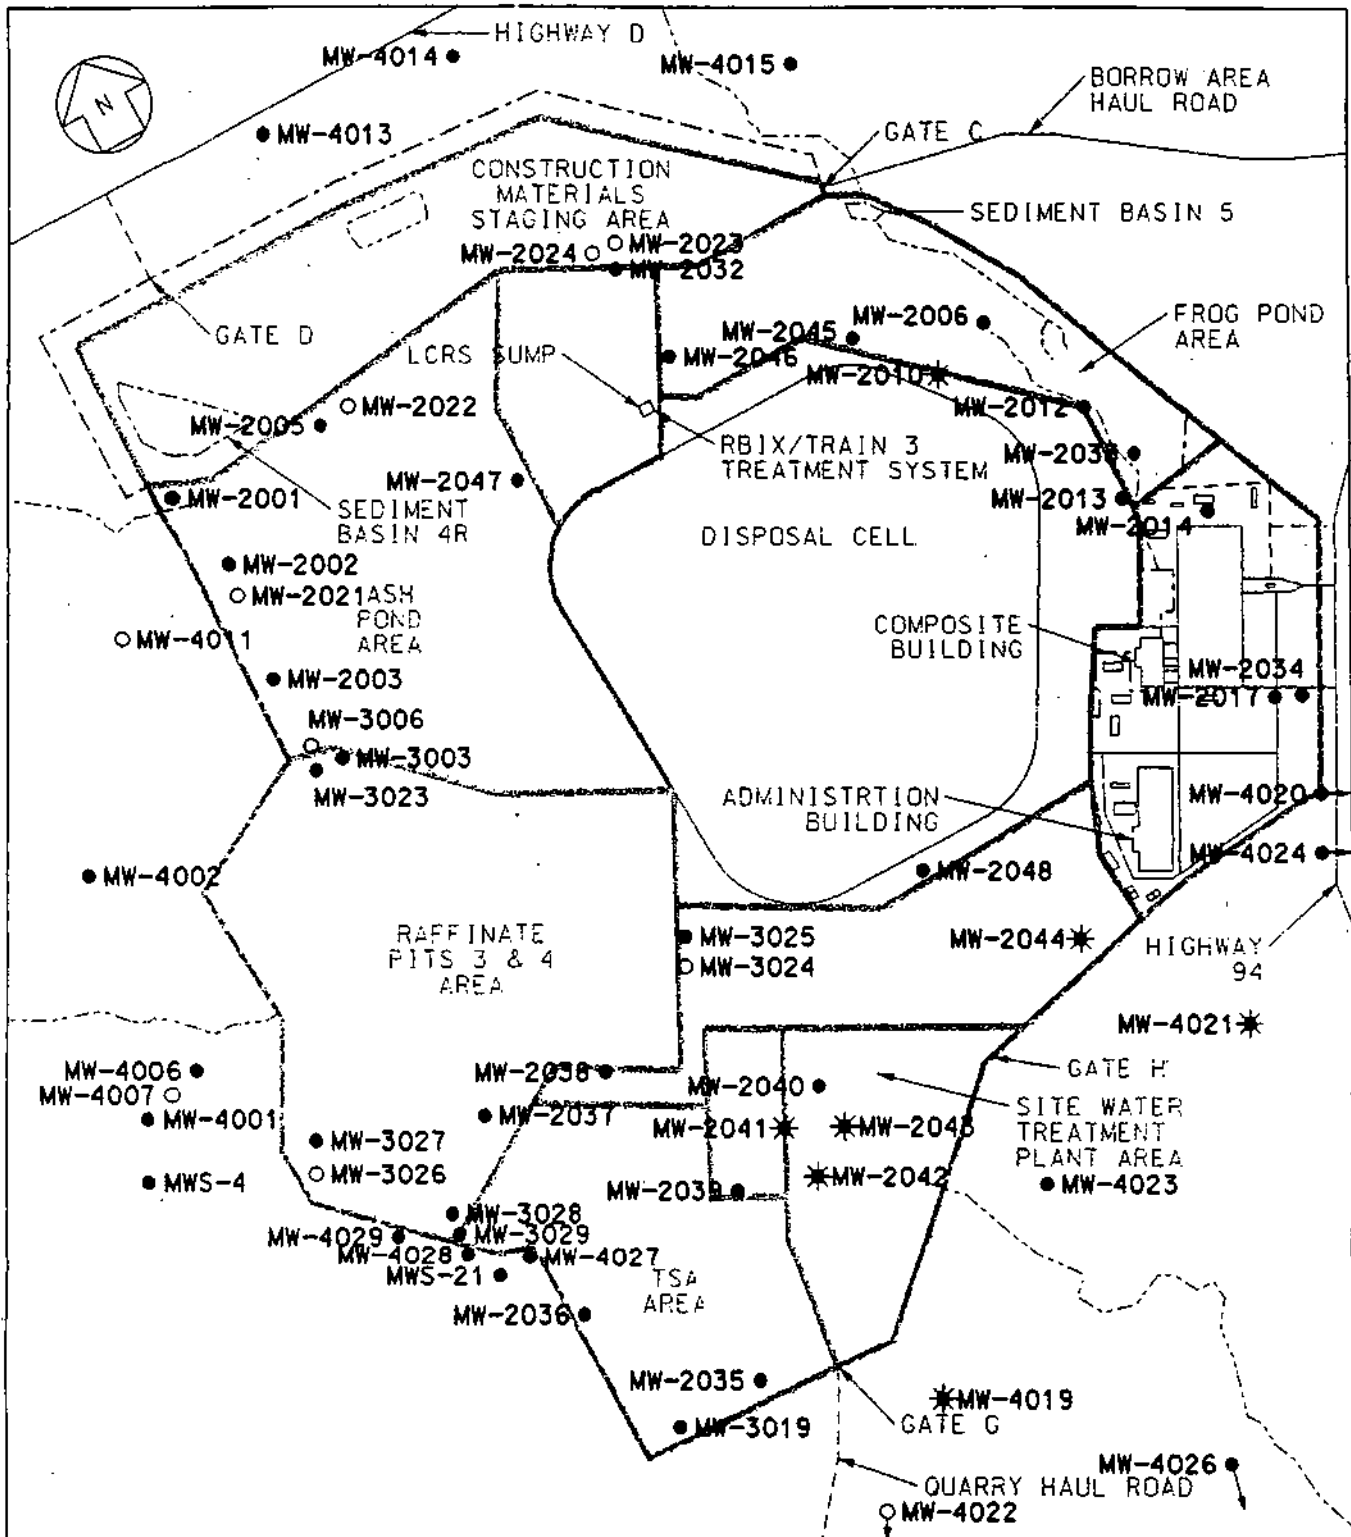 HIGHWAY D
MW-4014
MW-4015
BORROW AREA
HAUL ROAD
N
MW-4013
GATE C
CONSTRUCTION
MATERIALS
STAGING AREA
SEDIMENT BASIN 5
MW-2023
MW-2024
MW-2032
GATE D
FROG POND
AREA
MW-2045
MW-2006
LCRS SUMP
MW-2046
MW-2010
MW-2022
MW-2012
MW-2005
RBIX/TRAIN 3
TREATMENT SYSTEM
MW-2047
MW-2001
MW-2013
MW-2014
SEDIMENT
BASIN 4R
DISPOSAL CELL
MW-2002
MW-2021
ASH
POND
AREA
MW-4011
COMPOSITE
BUILDING
MW-2003
MW-2034
MW-2017
MW-3006
MW-3003
MW-3023
ADMINISTRTION
BUILDING
MW-4020
MW-4024
MW-4002
MW-2048
RAFFINATE
PITS 3 & 4
AREA
MW-3025
MW-3024
MW-2044
HIGHWAY
94
MW-4021
MW-4006
MW-4007
MW-4001
MW-2038
MW-2040
GATE H
MW-2037
MW-2041
MW-2043
SITE WATER
TREATMENT
PLANT AREA
MW-3027
MW-3026
MWS-4
MW-2042
MW-2039
MW-4023
MW-3028
MW-3029
MW-4029
MW-4028
MW-4027
MWS-21
TSA
AREA
MW-2036
MW-2035
MW-3019
MW-4019
GATE G
MW-4026
QUARRY HAUL ROAD
MW-4022